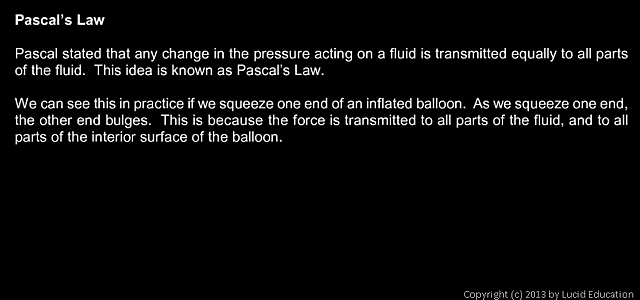 Pascal's Law
Pascal stated that any change in the pressure acting on a fluid is transmitted equally to all parts
of the fluid.  This idea is known as Pascal's Law.
We can see this in practice if we squeeze one end of an inflated balloon.  As we squeeze one end,
the other end bulges.  This is because the force is transmitted to all parts of the fluid, and to all
parts of the interior surface of the balloon.
Copyright (c) 2013 by Lucid Education